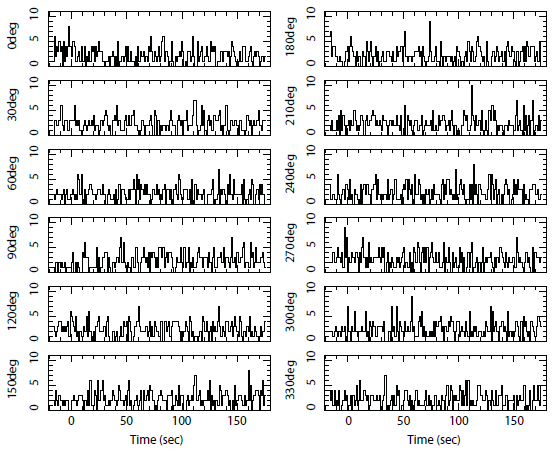 0deg 0 5 10
180deg 0 5 10
30deg 0 5 10
210deg 0 5 10
60deg 0 5 10
240deg 0 5 10
90deg 0 5 10
270deg 0 5 10
120deg 0 5 10
300deg 0 5 10
150deg 0 5 10
330deg 0 5 10
0 50 100 150
0 50 100 150
Time (sec)
Time (sec)